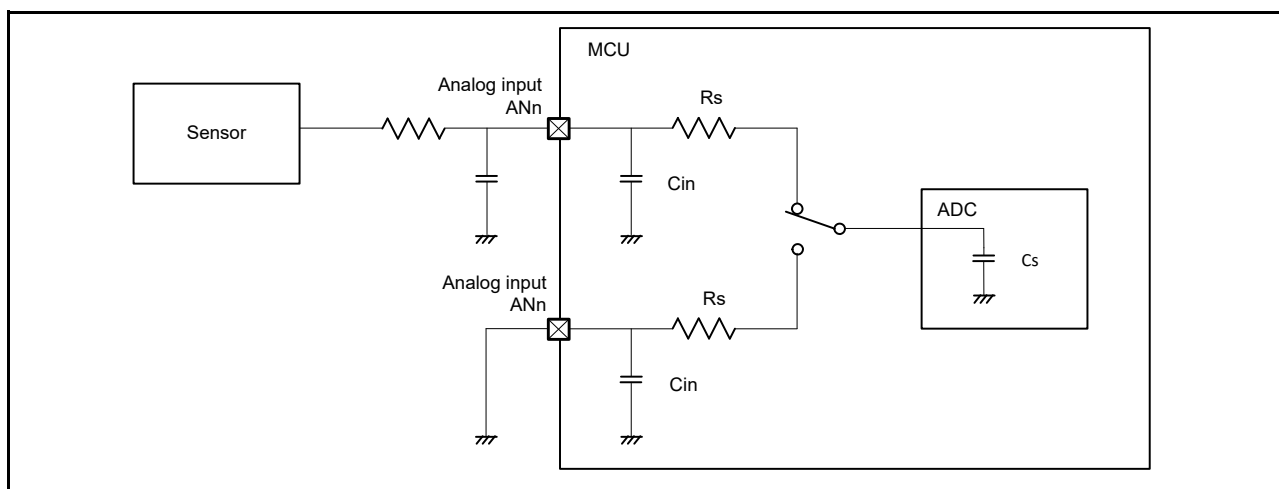 MCU
Analog input
ANn
Rs
Sensor
Cin
ADC
Cs
Analog input
ANn
Rs
Cin